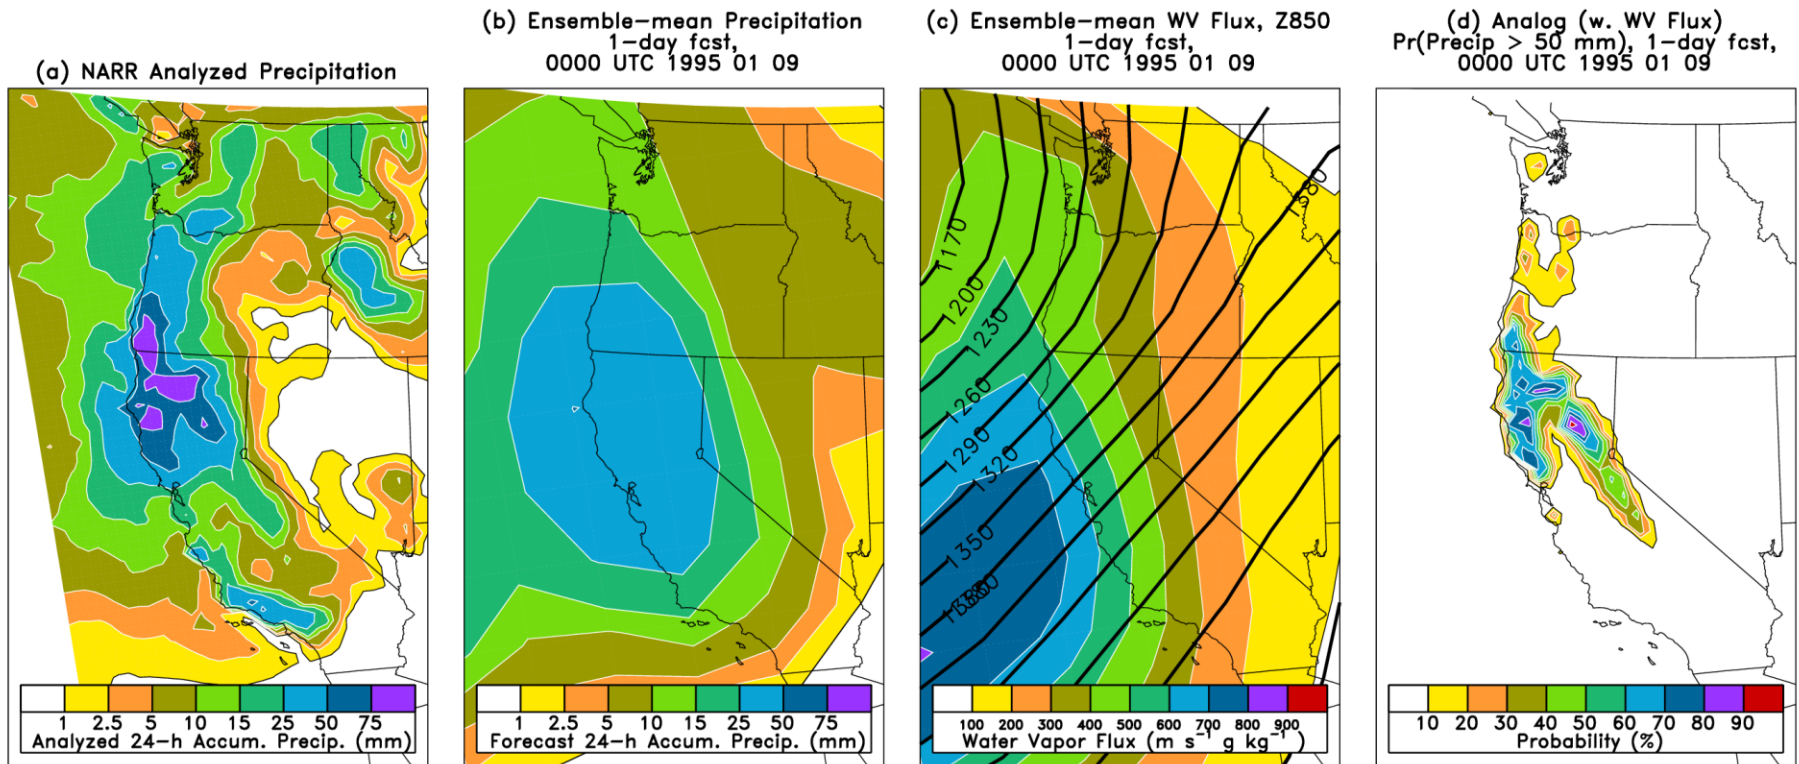 (a) NARR Analyzed Precipitation
1 2.5 5 10 15 25 50 75
Analyzed 24-h Accum. Precip. (mm)
(b) Ensemble-mean Precipitation
1-day fcst,
0000 UTC 1995 01 09
1 2.5 5 10 15 25 50 75
Forecast 24-h Accum. Precip. (mm)
(c) Ensemble-mean WV Flux, Z850
1-day fcst,
0000 UTC 1995 01 09
1170
1200
1230
1260
1290
1320
1350
100 200 300 400 500 600 700 800 900
Water Vapor Flux (m s⁻¹ g kg⁻¹)
(d) Analog (w. WV Flux)
Pr(Precip > 50 mm), 1-day fcst,
0000 UTC 1995 01 09
10 20 30 40 50 60 70 80 90
Probability (%)